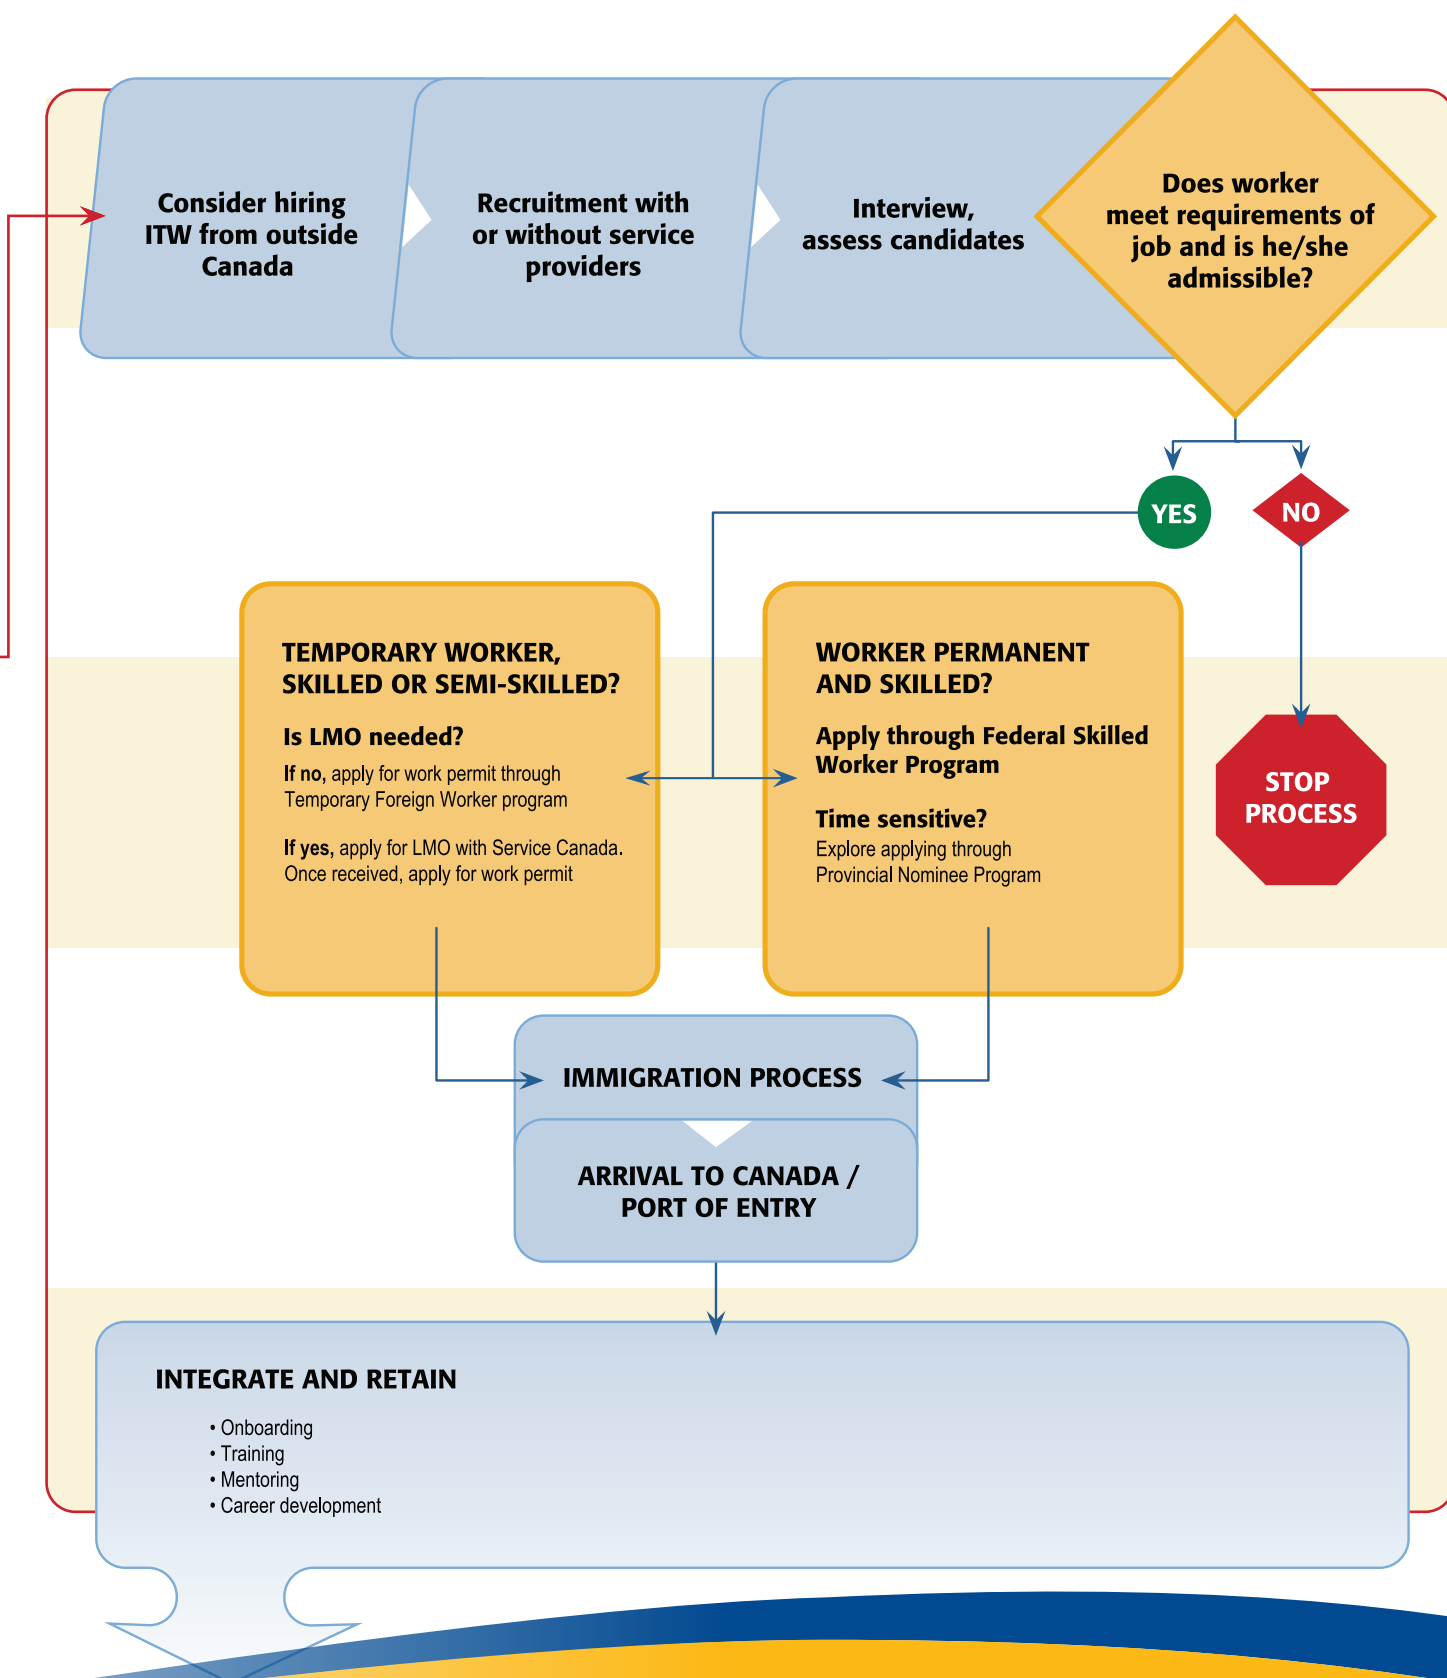 Consider hiring
ITW from outside
Canada
Recruitment with
or without service
providers
Interview,
assess candidates
Does worker
meet requirements of
job and is he/she
admissible?
YES
NO
TEMPORARY WORKER,
SKILLED OR SEMI-SKILLED?
Is LMO needed?
If no, apply for work permit through
Temporary Foreign Worker program
If yes, apply for LMO with Service Canada.
Once received, apply for work permit
WORKER PERMANENT
AND SKILLED?
Apply through Federal Skilled
Worker Program
Time sensitive?
Explore applying through
Provincial Nominee Program
STOP
PROCESS
IMMIGRATION PROCESS
ARRIVAL TO CANADA /
PORT OF ENTRY
INTEGRATE AND RETAIN
• Onboarding
• Training
• Mentoring
• Career development